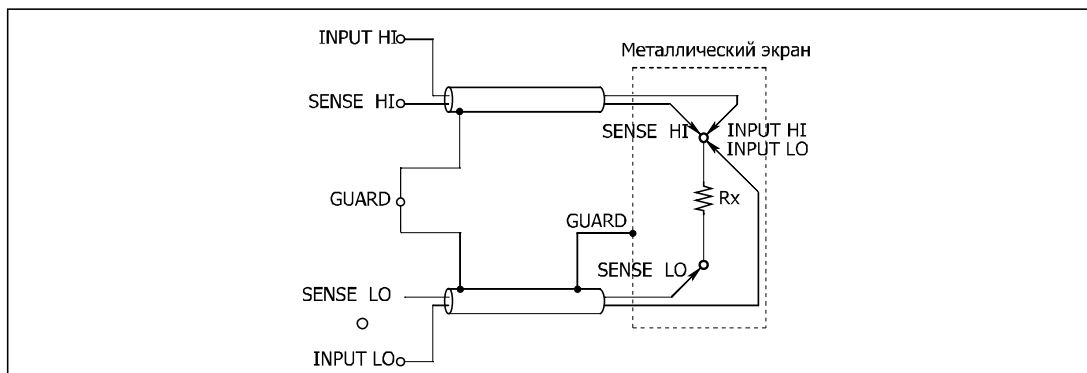 INPUT HI
Металлический экран
SENSE HI
SENSE HI
INPUT HI
INPUT LO
GUARD
Rx
GUARD
SENSE LO
SENSE LO
INPUT LO